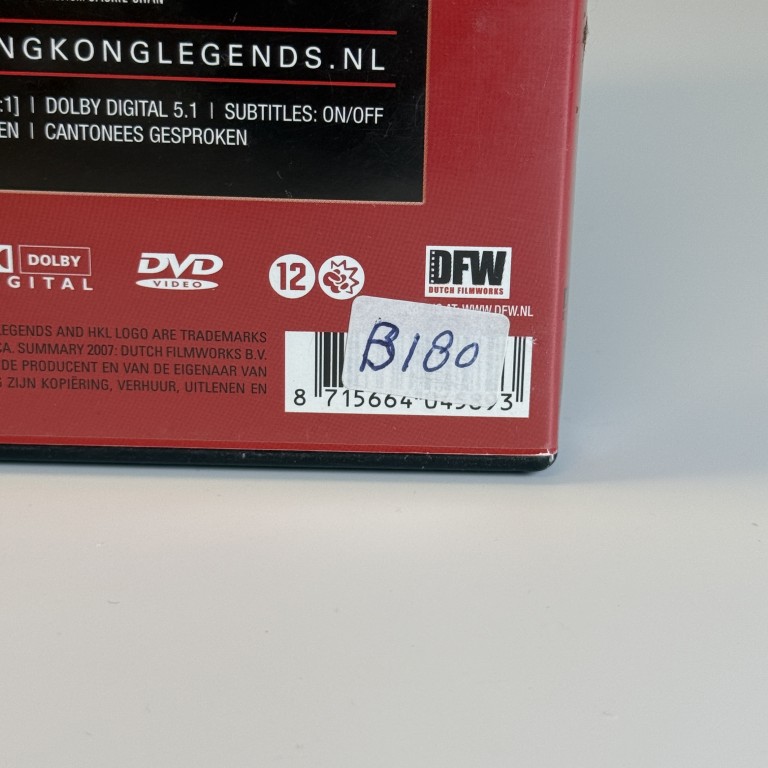 NGKONGLEGENDS.NL
:1] | DOLBY DIGITAL 5.1 | SUBTITLES: ON/OFF
EN | CANTONEES GESPROKEN
DOLBY
GITAL
DVD
VIDEO
12
DFW
DUTCH FILMWORKS
WWW.DFW.NL
LEGENDS AND HKL LOGO ARE TRADEMARKS
KA. SUMMARY 2007: DUTCH FILMWORKS B.V.
DE PRODUCENT EN VAN DE EIGENAAR VAN
S ZIJN KOPIËRING, VERHUUR, UITLENEN EN
B180
8 715664 045893